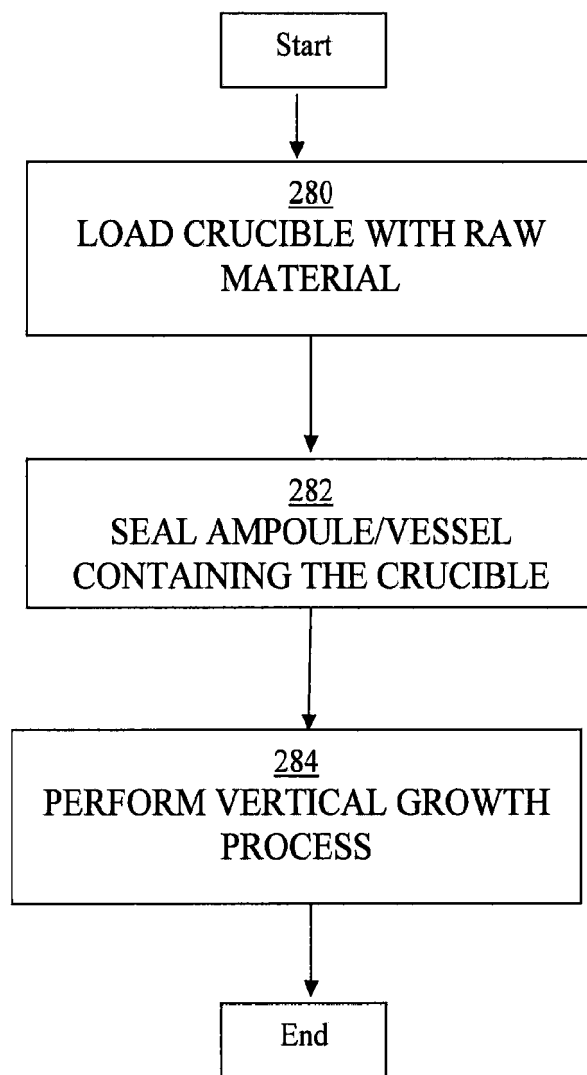 Start
280
LOAD CRUCIBLE WITH RAW
MATERIAL
282
SEAL AMPOULE/VESSEL
CONTAINING THE CRUCIBLE
284
PERFORM VERTICAL GROWTH
PROCESS
End